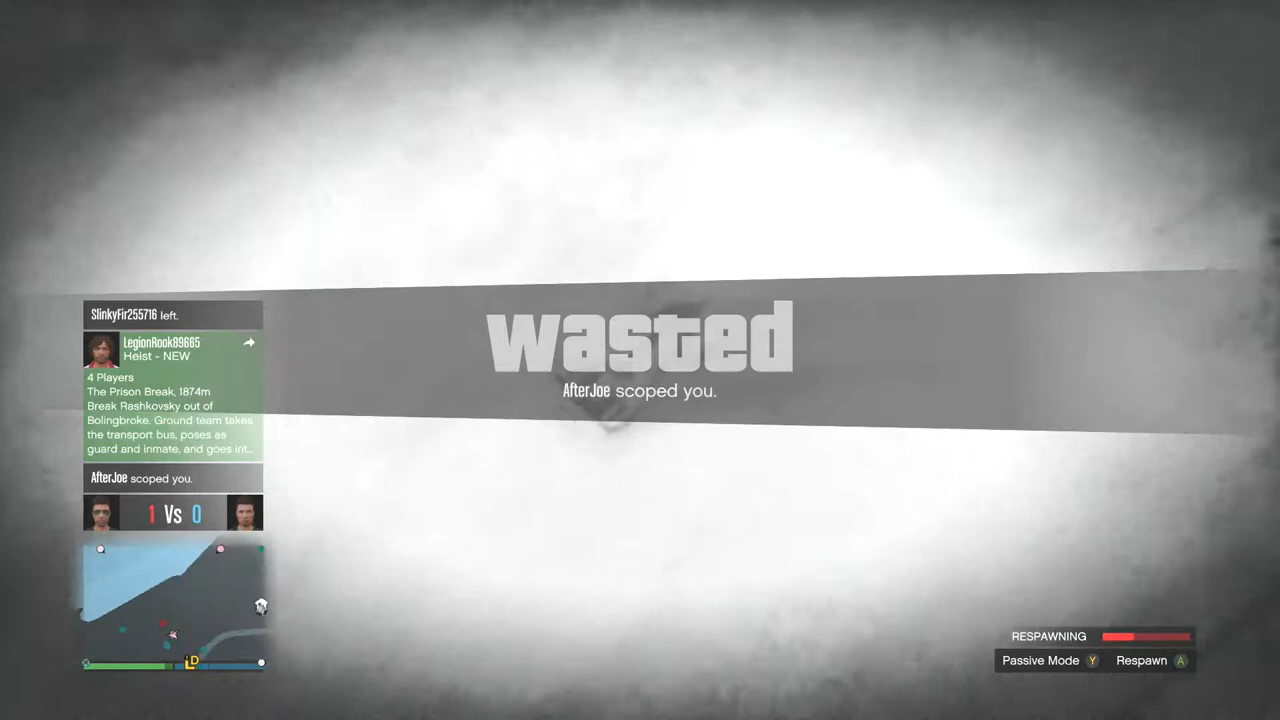 SlinkyFir255716 left.
LegionRook89665
Heist - NEW
4 Players
The Prison Break, 1874m
Break Rashkovsky out of
Bolingbroke. Ground team takes
the transport bus, poses as
guard and inmate, and goes int...
AfterJoe scoped you.
1 Vs 0
LD
wasted
AfterJoe scoped you.
RESPAWNING
Passive Mode Y Respawn A